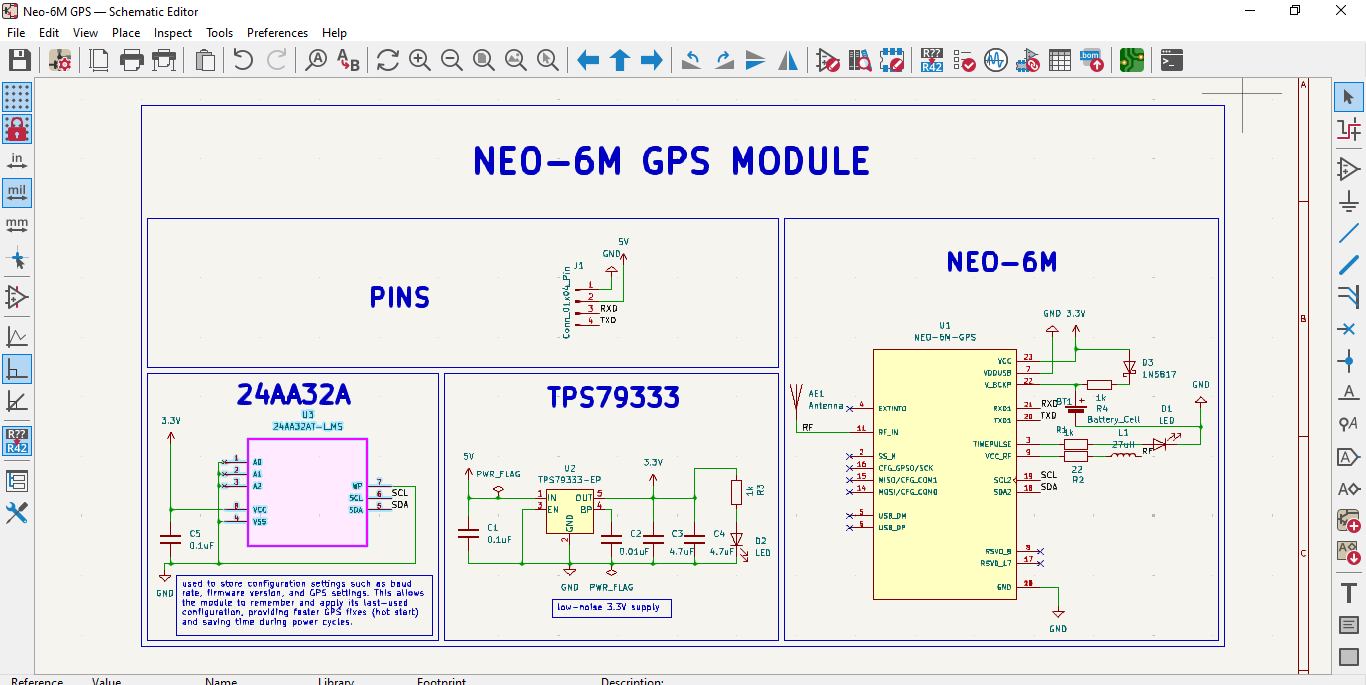 Neo-6M GPS — Schematic Editor
File Edit View Place Inspect Tools Preferences Help
NEO-6M GPS MODULE
PINS
5V
GND
J1
Conn_01x04_Pin
1
2
3 RXD
4 TXD
24AA32A
U3
24AA32AT-I_MS
3.3V
1 A0
2 A1
3 A2
8 VCC
4 VSS
WP 7
SCL 6 SCL
SDA 5 SDA
C5
0.1uF
GND
used to store configuration settings such as baud
rate, firmware version, and GPS settings. This allows
the module to remember and apply its last-used
configuration, providing faster GPS fixes (hot start)
and saving time during power cycles.
TPS79333
5V
PWR_FLAG
U2
TPS79333-EP
3.3V
1 IN OUT 5
3 EN BP 4
GND
2
1k
R3
C1
0.1uF
C2
0.01uF
C3
4.7uF
C4
4.7uF
D2
LED
GND PWR_FLAG
low-noise 3.3V supply
NEO-6M
U1
NEO-6M-GPS
GND 3.3V
AE1
Antenna
RF
4 EXTINT0
11 RF_IN
2 SS_N
16 CFG_GPS0/SCK
15 MISO/CFG_COM1
14 MOSI/CFG_COM0
5 USB_DM
6 USB_DP
VCC 23
VDDUSB 7
V_BCKP 22
RXD1 21 RXD
TXD1 20 TXD
TIMEPULSE 3
VCC_RF 9
SCL2 19 SCL
SDA2 18 SDA
RSVD_8 8
RSVD_17 17
GND
D3
1N5817
1k
R4
BT1
Battery_Cell
GND
D1
LED
R1
1k
L1
27uH
RF
22
R2
GND
A
B
C
in
mil
mm
R??
R42
R??
R42
bom
Reference Value Name Library Footprint Description: